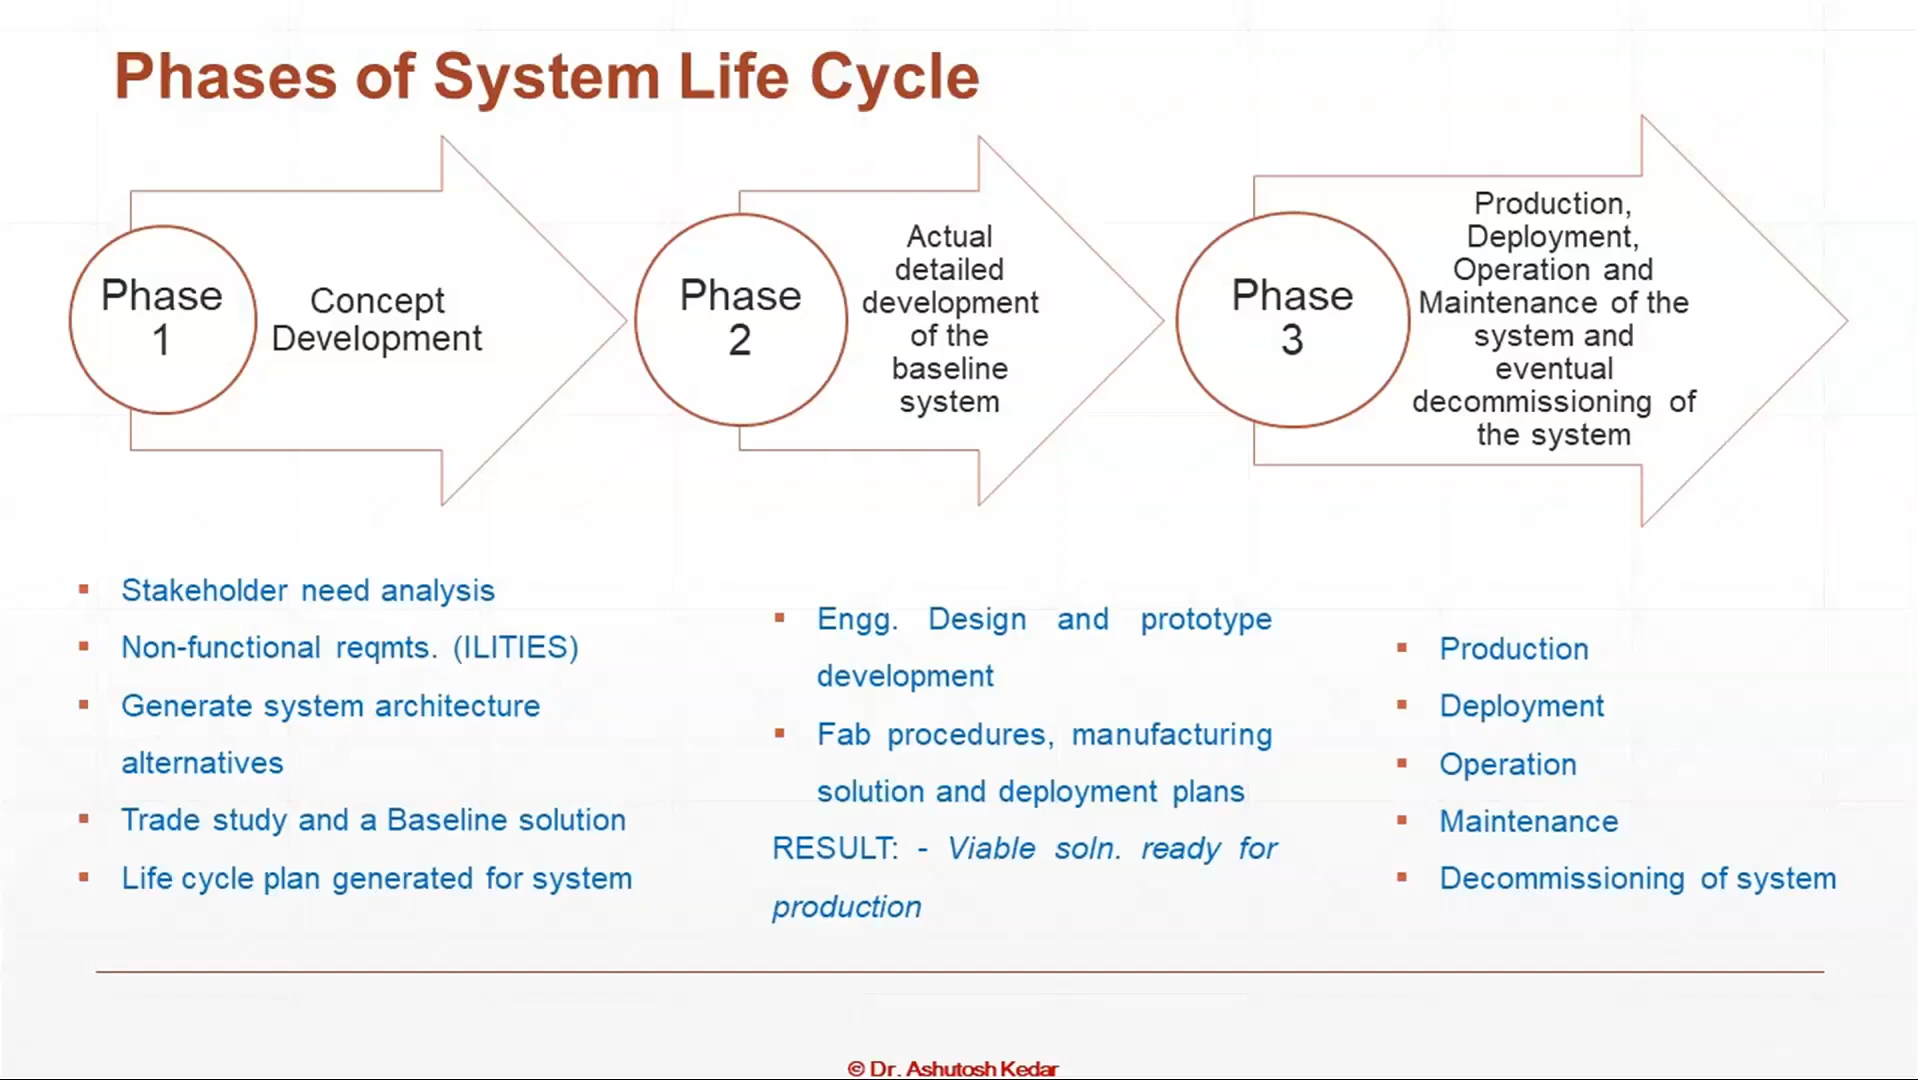 Phases of System Life Cycle
Phase
1
Concept
Development
Phase
2
Actual
detailed
development
of the
baseline
system
Phase
3
Production,
Deployment,
Operation and
Maintenance of the
system and
eventual
decommissioning of
the system
Stakeholder need analysis
Non-functional reqmts. (ILITIES)
Generate system architecture
alternatives
Trade study and a Baseline solution
Life cycle plan generated for system
Engg. Design and prototype
development
Fab procedures, manufacturing
solution and deployment plans
RESULT: - Viable soln. ready for
production
Production
Deployment
Operation
Maintenance
Decommissioning of system
© Dr. Ashutosh Kedar